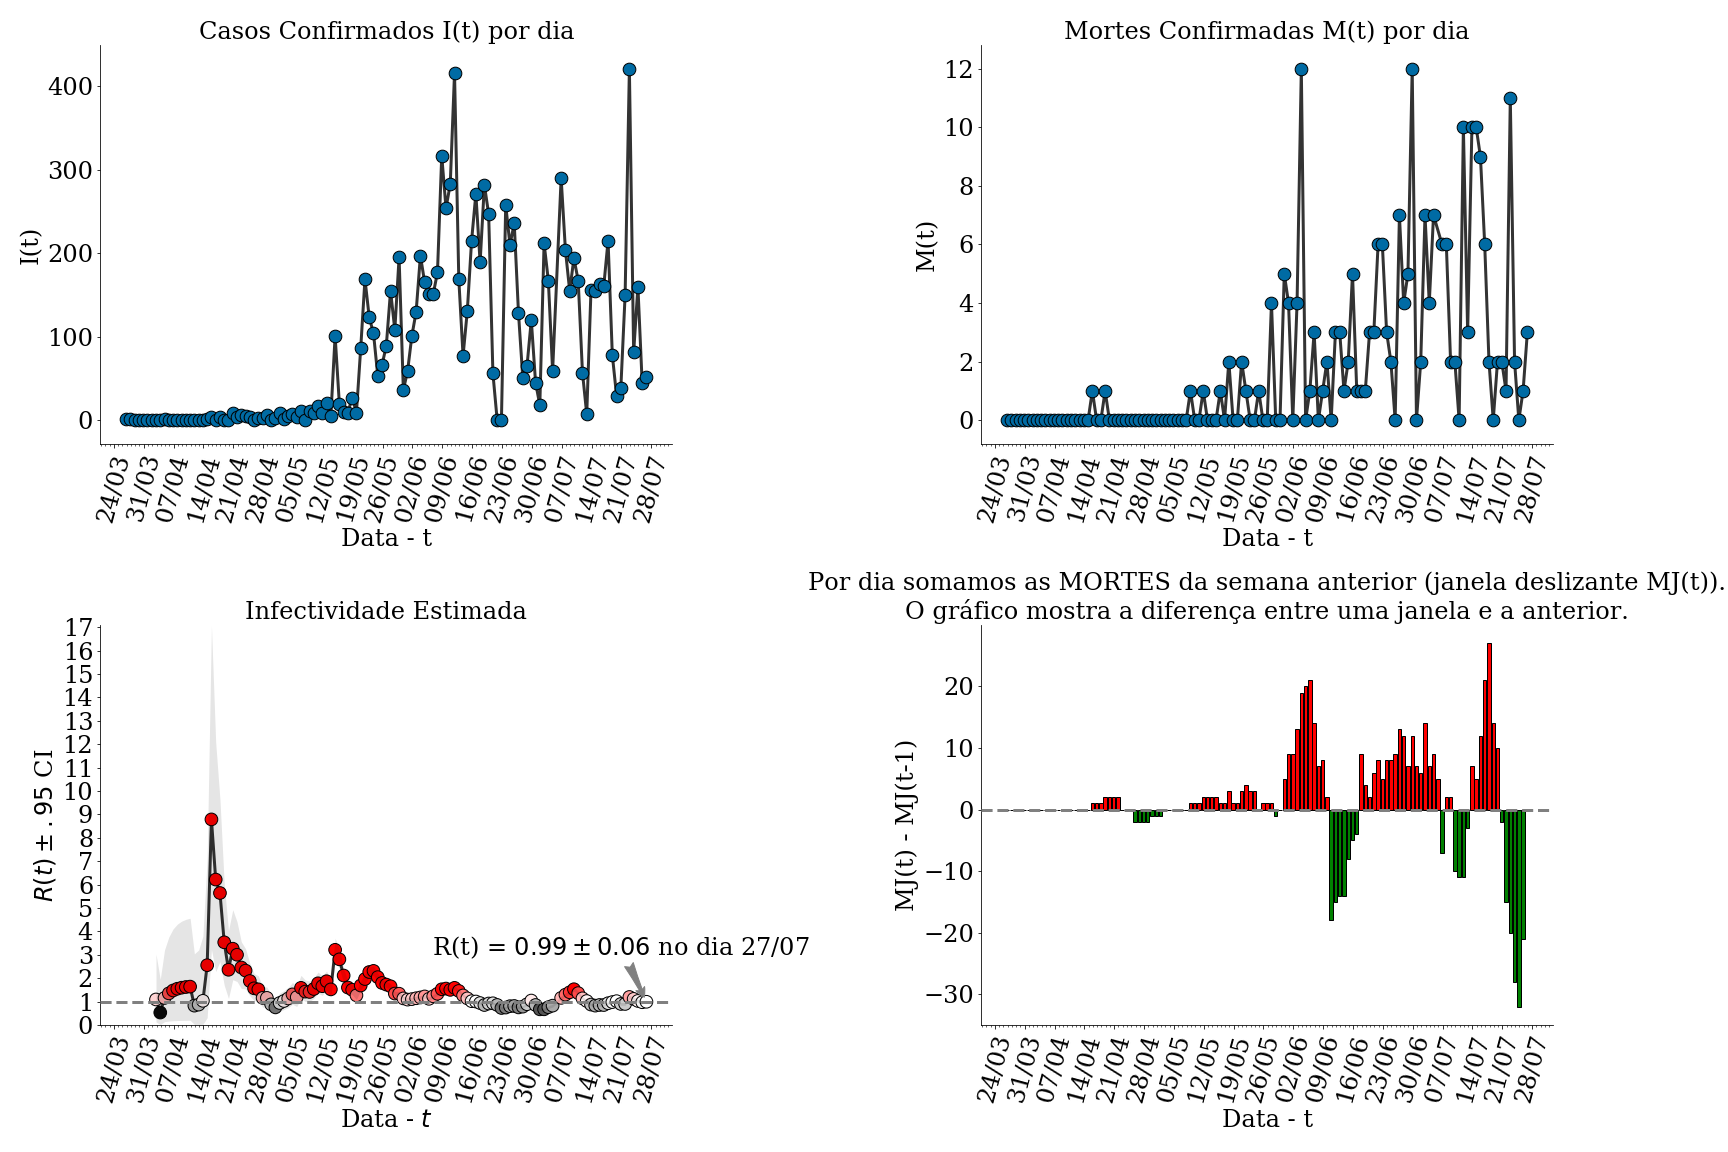 Casos Confirmados I(t) por dia
I(t)
400
300
200
100
0
24/03 31/03 07/04 14/04 21/04 28/04 05/05 12/05 19/05 26/05 02/06 09/06 16/06 23/06 30/06 07/07 14/07 21/07 28/07
Data - t
Mortes Confirmadas M(t) por dia
M(t)
12
10
8
6
4
2
0
24/03 31/03 07/04 14/04 21/04 28/04 05/05 12/05 19/05 26/05 02/06 09/06 16/06 23/06 30/06 07/07 14/07 21/07 28/07
Data - t
Infectividade Estimada
R(t) ± .95 CI
17
16
15
14
13
12
11
10
9
8
7
6
5
4
3
2
1
0
R(t) = 0.99 ± 0.06 no dia 27/07
24/03 31/03 07/04 14/04 21/04 28/04 05/05 12/05 19/05 26/05 02/06 09/06 16/06 23/06 30/06 07/07 14/07 21/07 28/07
Data - t
Por dia somamos as MORTES da semana anterior (janela deslizante MJ(t)).
O gráfico mostra a diferença entre uma janela e a anterior.
MJ(t) - MJ(t-1)
20
10
0
−10
−20
−30
24/03 31/03 07/04 14/04 21/04 28/04 05/05 12/05 19/05 26/05 02/06 09/06 16/06 23/06 30/06 07/07 14/07 21/07 28/07
Data - t